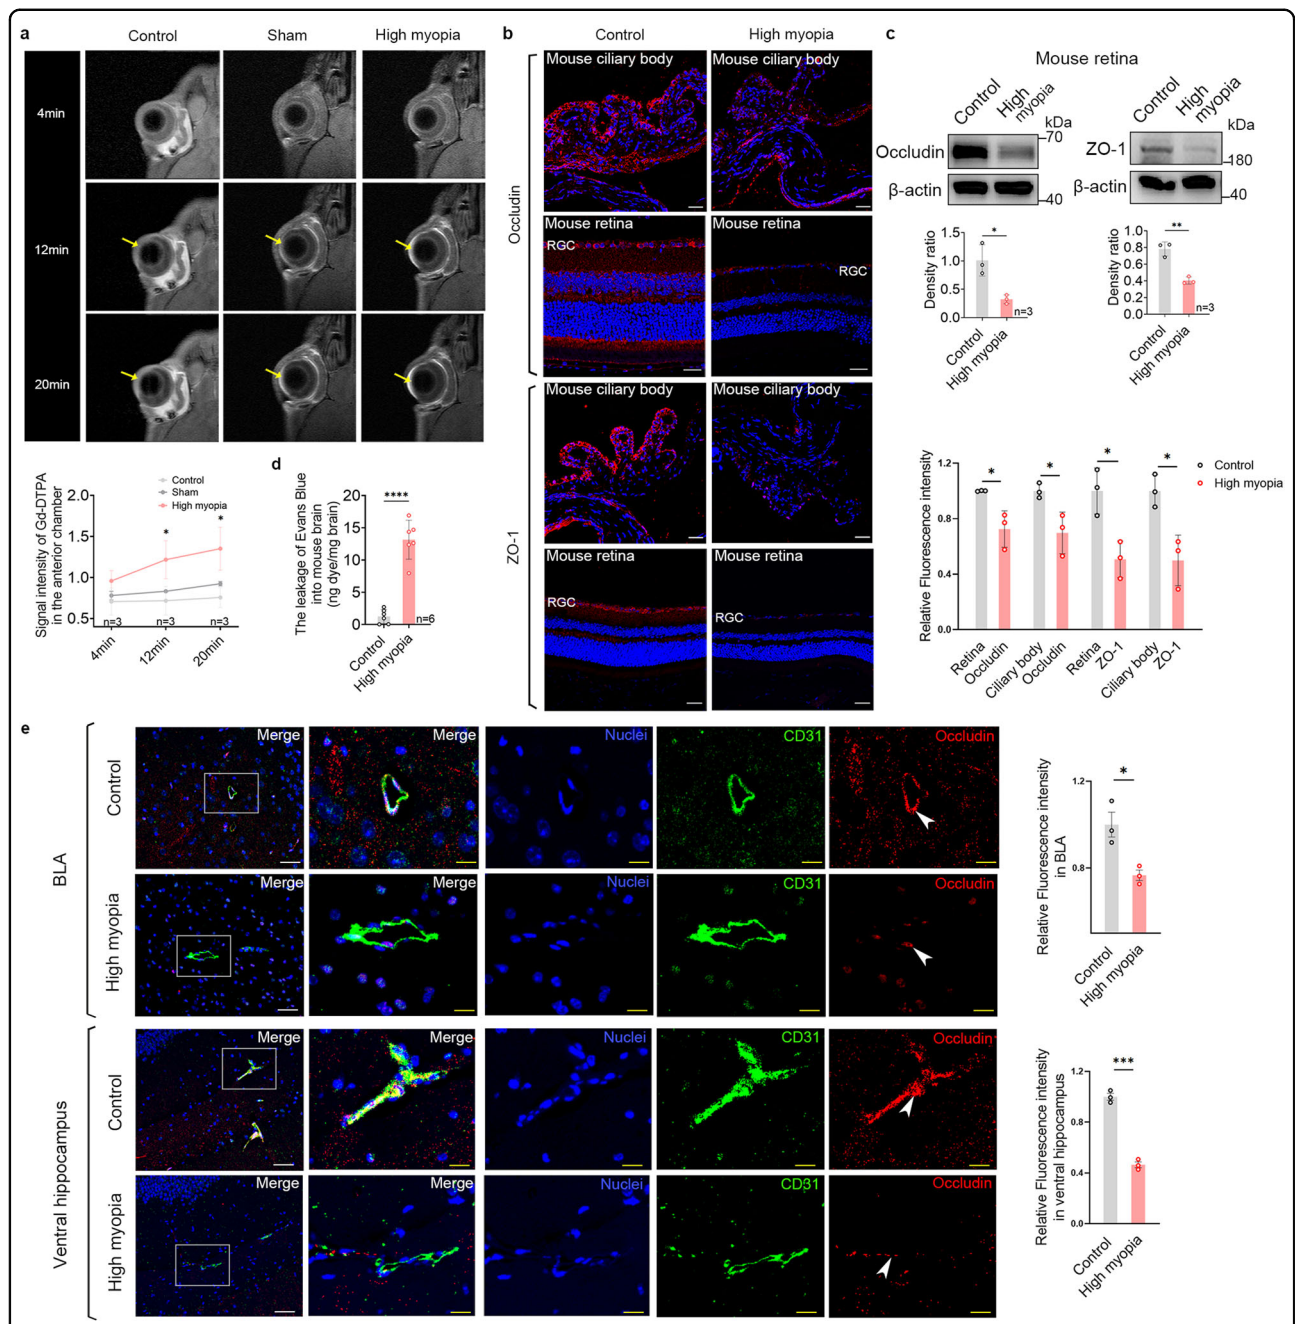 a
Control
Sham
High myopia
4min
12min
20min
Signal intensity of Gd-DTPA
in the anterior chamber
2.0
1.5
1.0
0.5
Control
Sham
High myopia
*
*
n=3
n=3
n=3
4min
12min
20min
d
The leakage of Evans Blue
into mouse brain
(ng dye/mg brain)
20
15
10
5
0
****
n=6
Control
High myopia
b
Control
High myopia
Occludin
Mouse ciliary body
Mouse ciliary body
Mouse retina
RGC
Mouse retina
RGC
ZO-1
Mouse ciliary body
Mouse ciliary body
Mouse retina
RGC
Mouse retina
RGC
c
Mouse retina
Control
High
myopia
kDa
70
Occludin
β-actin
40
Control
High
myopia
kDa
ZO-1
180
β-actin
40
Density ratio
1.5
1.0
0.5
0.0
*
n=3
Control
High myopia
Density ratio
0.8
0.6
0.4
0.2
0
**
n=3
Control
High myopia
Relative Fluorescence intensity
1.2
0.8
0.4
0.0
*
*
*
*
Control
High myopia
Retina
Occludin
Ciliary body
Occludin
Retina
ZO-1
Ciliary body
ZO-1
e
BLA
Control
Merge
Merge
Nuclei
CD31
Occludin
High myopia
Merge
Merge
Nuclei
CD31
Occludin
Relative Fluorescence intensity
in BLA
1.2
0.8
*
Control
High myopia
Ventral hippocampus
Control
Merge
Merge
Nuclei
CD31
Occludin
High myopia
Merge
Merge
Nuclei
CD31
Occludin
Relative Fluorescence intensity
in ventral hippocampus
1.2
0.8
0.4
0.0
***
Control
High myopia